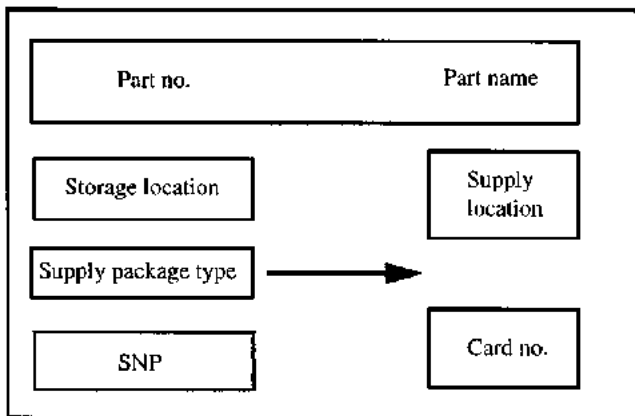 Part no. Part name
Storage location
Supply
location
Supply package type
SNP
Card no.